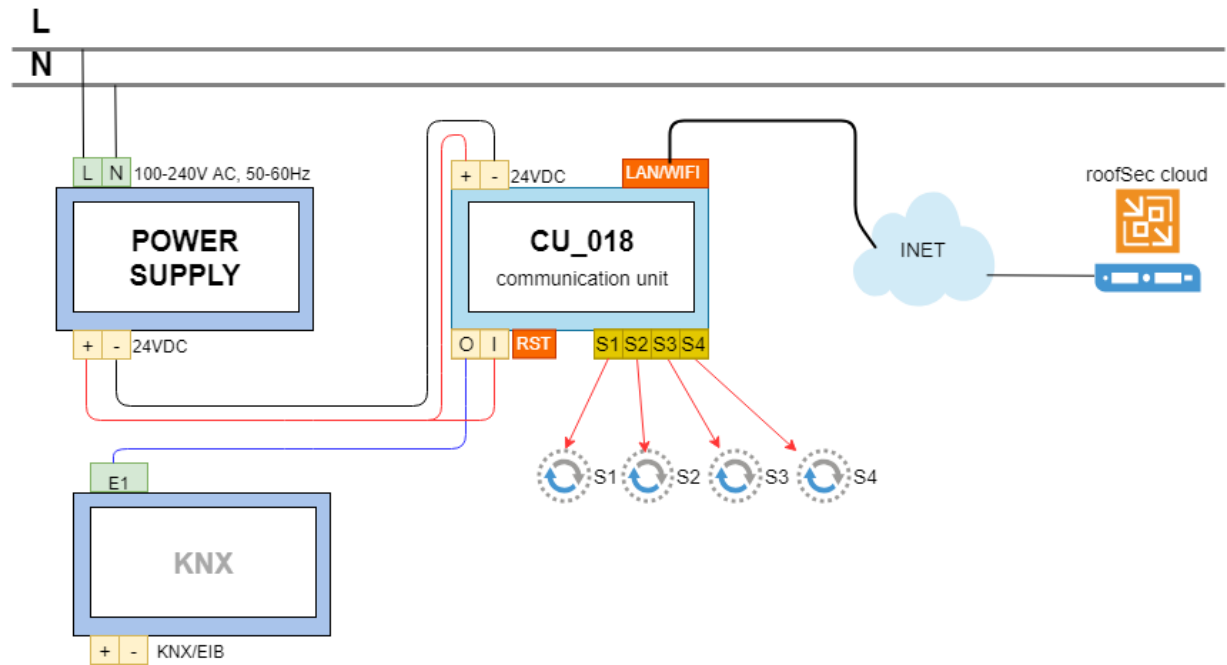 L
N
L N 100-240V AC, 50-60Hz
POWER
SUPPLY
+ - 24VDC
+ - 24VDC
LAN/WIFI
CU_018
communication unit
O I RST S1 S2 S3 S4
INET
roofSec cloud
S1 S2 S3 S4
E1
KNX
+ - KNX/EIB